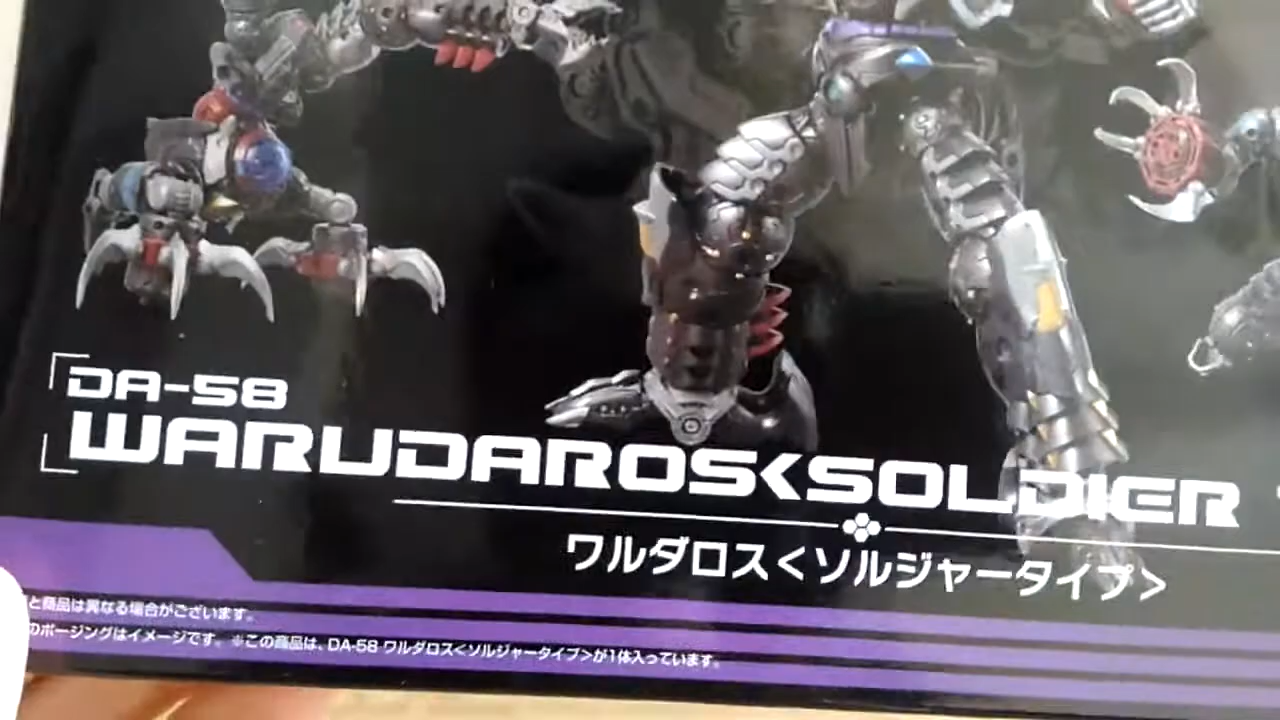 DA-58
WARUDAROS<SOLDIER
ワルダロス<ソルジャータイプ>
と商品は異なる場合がございます。
のポージングはイメージです。※この商品は、DA-58 ワルダロス<ソルジャータイプ>が1体入っています。